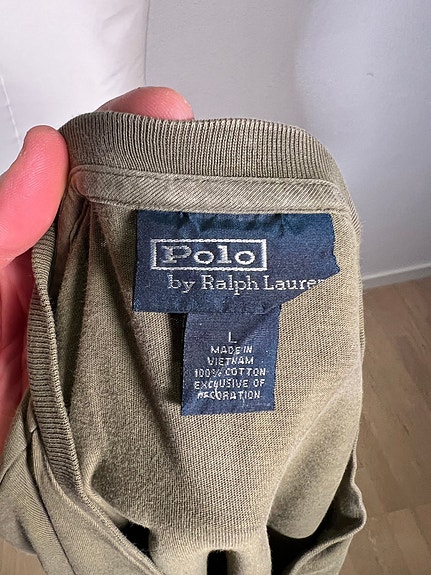 Polo
by Ralph Lauren
L
MADE IN
VIETNAM
100% COTTON
EXCLUSIVE OF
DECORATION